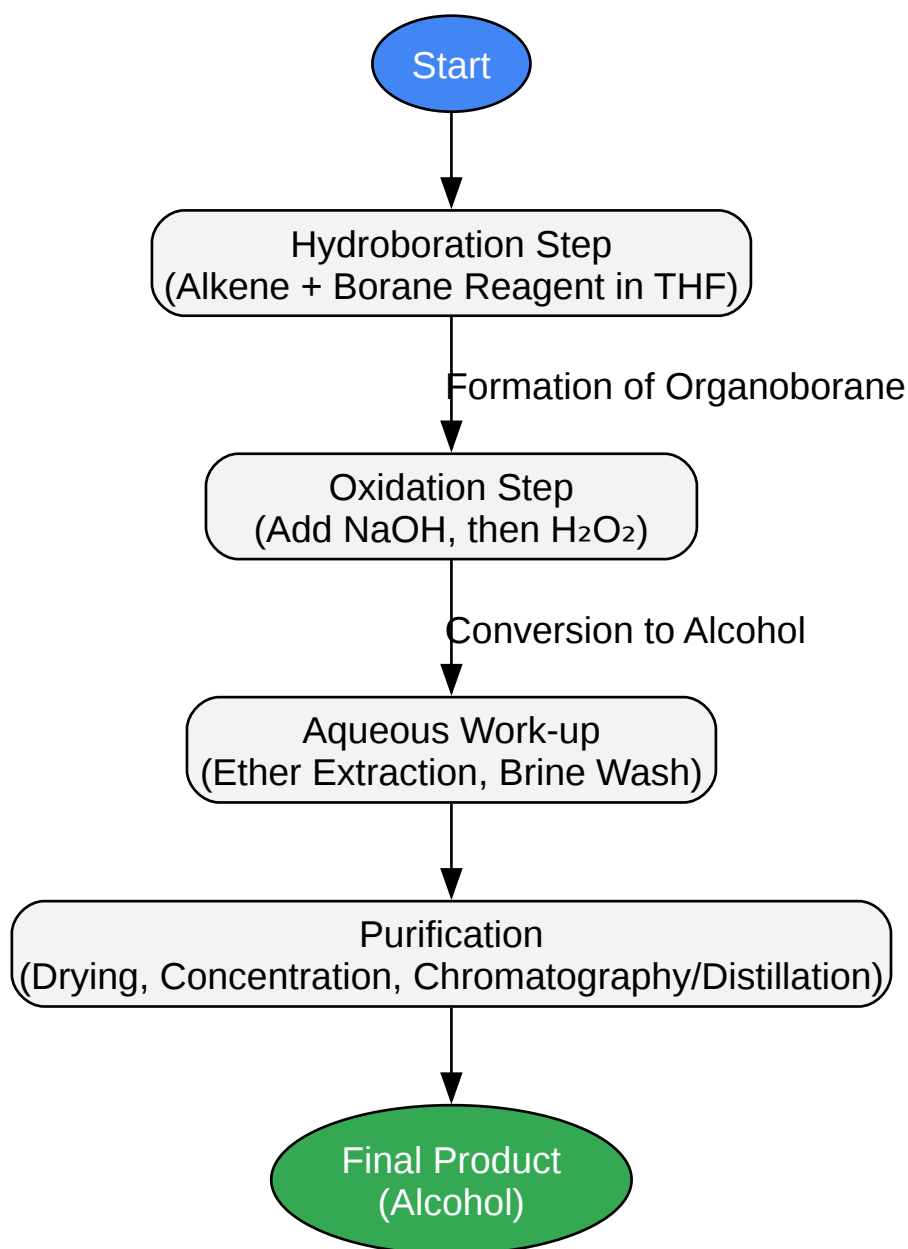 Start
Hydroboration Step
(Alkene + Borane Reagent in THF)
Formation of Organoborane
Oxidation Step
(Add NaOH, then H₂O₂)
Conversion to Alcohol
Aqueous Work-up
(Ether Extraction, Brine Wash)
Purification
(Drying, Concentration, Chromatography/Distillation)
Final Product
(Alcohol)